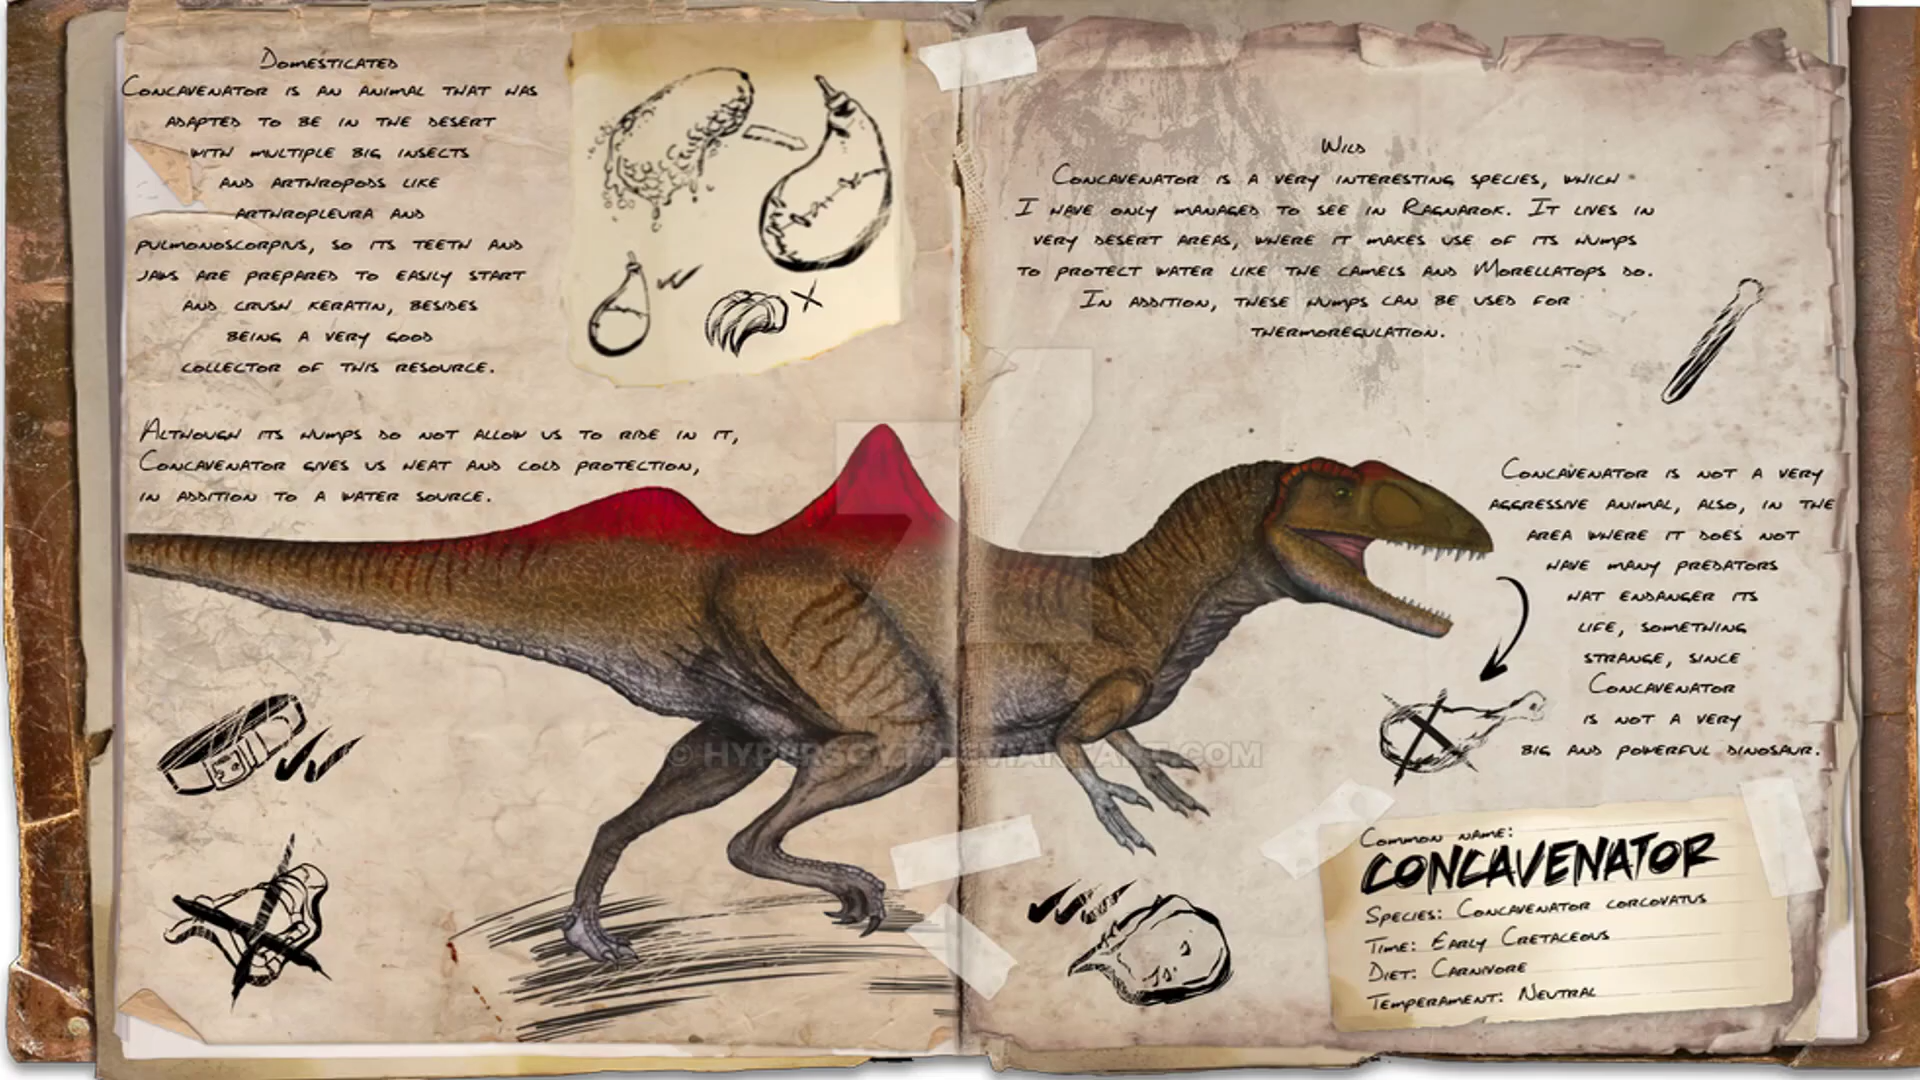 Domesticated
Concavenator is an animal that has
adapted to be in the desert
with multiple big insects
and arthropods like
Arthropleura and
pulmonoscorpius, so its teeth and
jaws are prepared to easily start
and crush keratin, besides
being a very good
collector of this resource.
Although its humps do not allow us to ride in it,
Concavenator gives us heat and cold protection,
in addition to a water source.
Wild
Concavenator is a very interesting species, which
I have only managed to see in Ragnarok. It lives in
very desert areas, where it makes use of its humps
to protect water like the camels and Morellatops do.
In addition, these humps can be used for
thermoregulation.
Concavenator is not a very
aggressive animal, also, in the
area where it does not
have many predators
hat endanger its
life, something
strange, since
Concavenator
is not a very
big and powerful dinosaur.
© HYPERSCVT.DEVIANTART.COM
Common name:
CONCAVENATOR
Species: Concavenator corcovatus
Time: Early Cretaceous
Diet: Carnivore
Temperament: Neutral